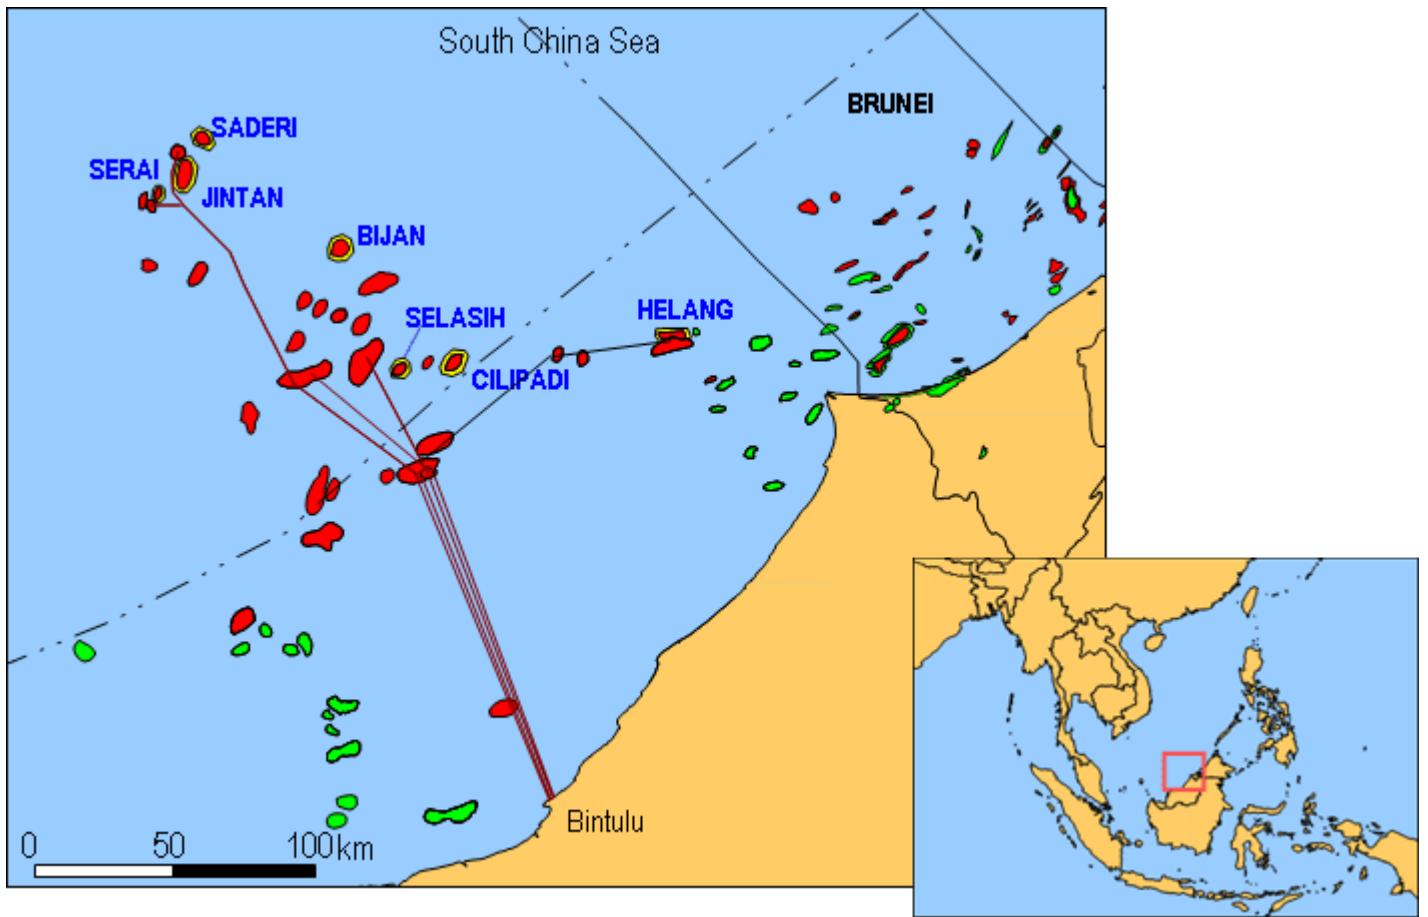 South China Sea
BRUNEI
SADERI
SERAI
JINTAN
BIJAN
SELASIH
HELANG
CILIPADI
Bintulu
0 50 100km